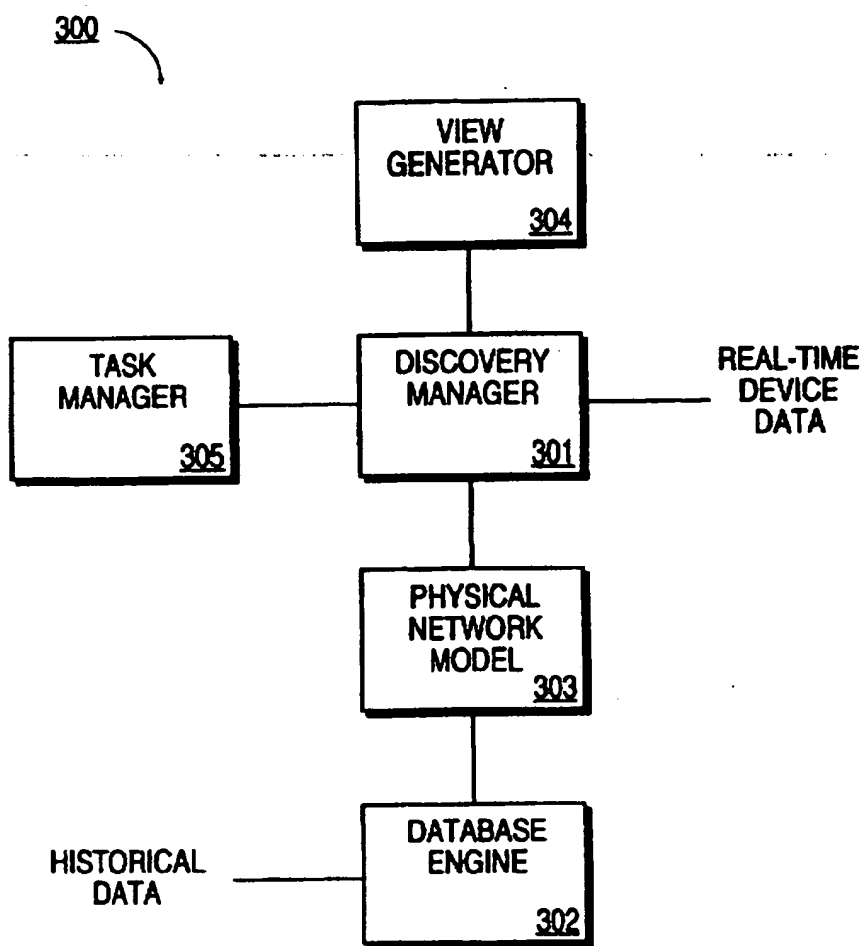 300
VIEW
GENERATOR
304
TASK
MANAGER
305
DISCOVERY
MANAGER
301
REAL-TIME
DEVICE
DATA
PHYSICAL
NETWORK
MODEL
303
HISTORICAL
DATA
DATABASE
ENGINE
302